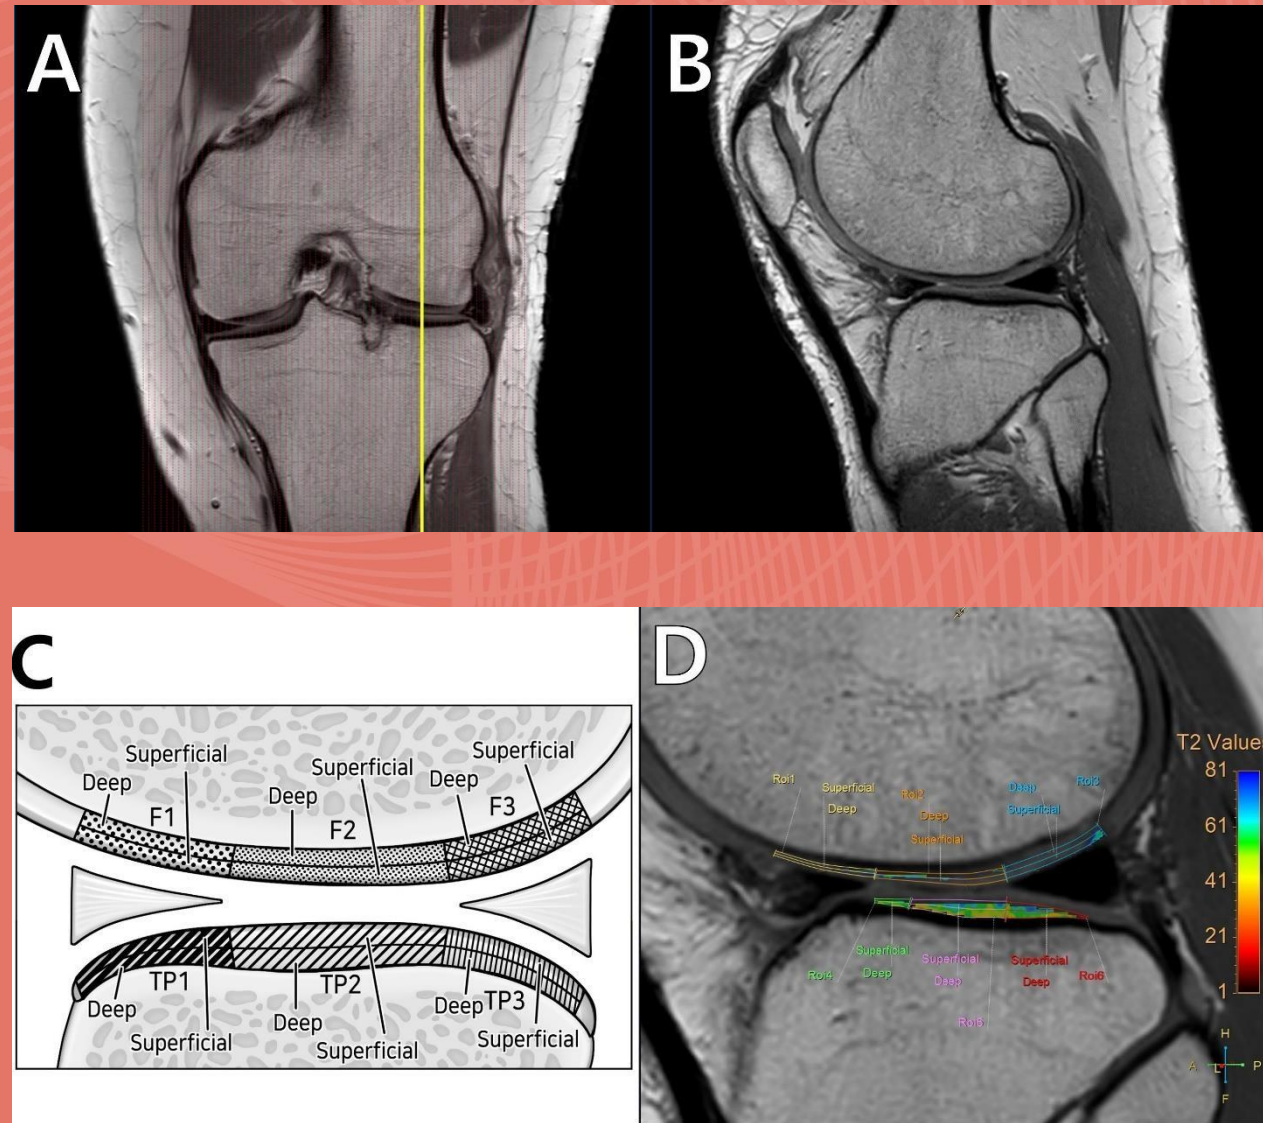 A
B
C
Superficial
Deep
F1
Superficial
Deep
F2
Superficial
Deep
F3
TP1
Deep
Superficial
TP2
Deep
Superficial
Deep
TP3
Superficial
D
T2 Value
81
61
41
21
1
Roi1
Superficial
Deep
Roi2
Deep
Superficial
Deep
Superficial
Roi3
Roi4
Superficial
Deep
Superficial
Deep
Roi5
Superficial
Deep
Roi6
H
A
L
P
F